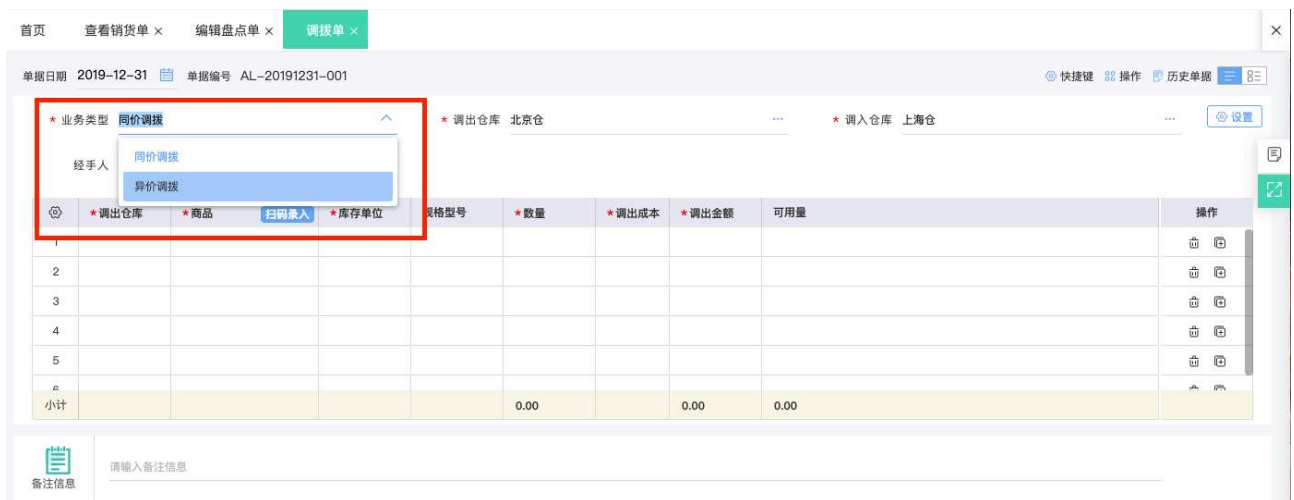 首页 查看销货单 × 编辑盘点单 × 调拨单 ×
单据日期 2019-12-31 单据编号 AL-20191231-001 快捷键 操作 历史单据
* 业务类型 同价调拨 * 调出仓库 北京仓 ... * 调入仓库 上海仓 ... 设置
经手人 同价调拨
异价调拨
*调出仓库 *商品 扫码录入 *库存单位 规格型号 *数量 *调出成本 *调出金额 可用量 操作
1
2
3
4
5
6
小计 0.00 0.00 0.00
请输入备注信息
备注信息